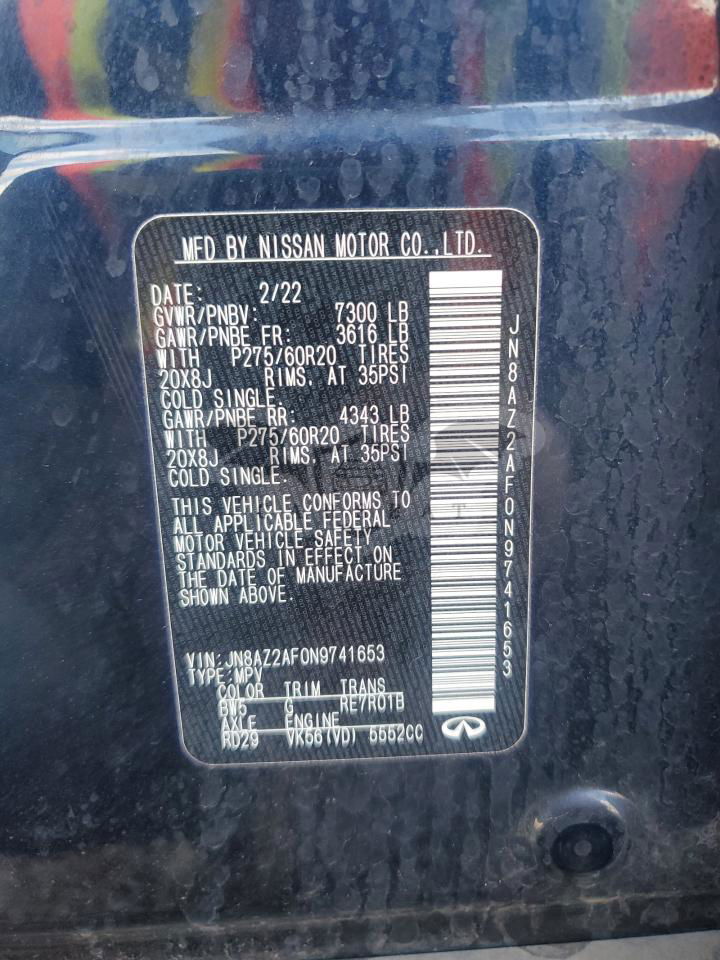 MFD BY NISSAN MOTOR CO.,LTD.
DATE: 2/22
GVWR/PNBV: 7300 LB
GAWR/PNBE FR: 3616 LB
WITH P275/60R20 TIRES
20X8J RIMS, AT 35PSI
COLD SINGLE.
GAWR/PNBE RR: 4343 LB
WITH P275/60R20 TIRES
20X8J RIMS, AT 35PSI
COLD SINGLE.
THIS VEHICLE CONFORMS TO
ALL APPLICABLE FEDERAL
MOTOR VEHICLE SAFETY
STANDARDS IN EFFECT ON
THE DATE OF MANUFACTURE
SHOWN ABOVE.
VIN:JN8AZ2AF0N9741653
TYPE:MPV
COLOR TRIM TRANS
BW5 G RE7R01B
AXLE ENGINE
RD29 VK56(VD) 5552CC
JN8AZ2AF0N9741653